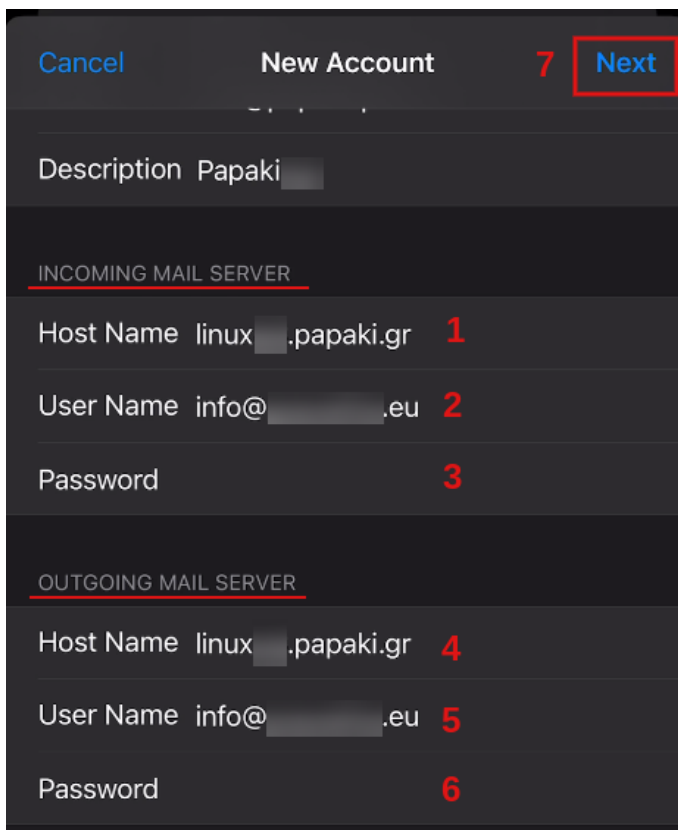 Cancel New Account 7 Next
Description Papaki
INCOMING MAIL SERVER
Host Name linux .papaki.gr 1
User Name info@ .eu 2
Password 3
OUTGOING MAIL SERVER
Host Name linux .papaki.gr 4
User Name info@ .eu 5
Password 6